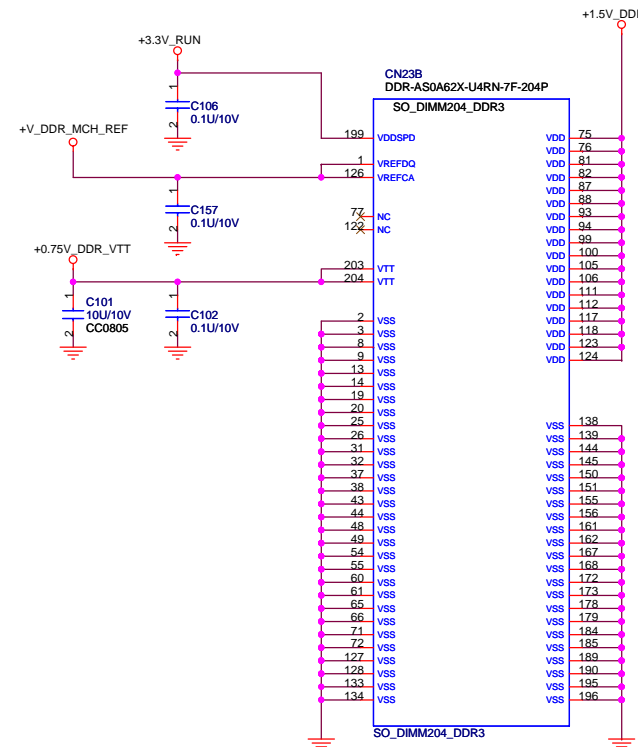 +1.5V_DD
+3.3V_RUN
CN23B
DDR-AS0A62X-U4RN-7F-204P
SO_DIMM204_DDR3
1
C106
0.1U/10V
2
+V_DDR_MCH_REF
199 VDDSPD
1 VREFDQ
126 VREFCA
1
C157
0.1U/10V
2
77 NC
122 NC
+0.75V_DDR_VTT
203 VTT
204 VTT
1
C101
10U/10V
CC0805
2
1
C102
0.1U/10V
2
2 VSS
3 VSS
8 VSS
9 VSS
13 VSS
14 VSS
19 VSS
20 VSS
25 VSS
26 VSS
31 VSS
32 VSS
37 VSS
38 VSS
43 VSS
44 VSS
48 VSS
49 VSS
54 VSS
55 VSS
60 VSS
61 VSS
65 VSS
66 VSS
71 VSS
72 VSS
127 VSS
128 VSS
133 VSS
134 VSS
VDD 75
VDD 76
VDD 81
VDD 82
VDD 87
VDD 88
VDD 93
VDD 94
VDD 99
VDD 100
VDD 105
VDD 106
VDD 111
VDD 112
VDD 117
VDD 118
VDD 123
VDD 124
VSS 138
VSS 139
VSS 144
VSS 145
VSS 150
VSS 151
VSS 155
VSS 156
VSS 161
VSS 162
VSS 167
VSS 168
VSS 172
VSS 173
VSS 178
VSS 179
VSS 184
VSS 185
VSS 189
VSS 190
VSS 195
VSS 196
SO_DIMM204_DDR3